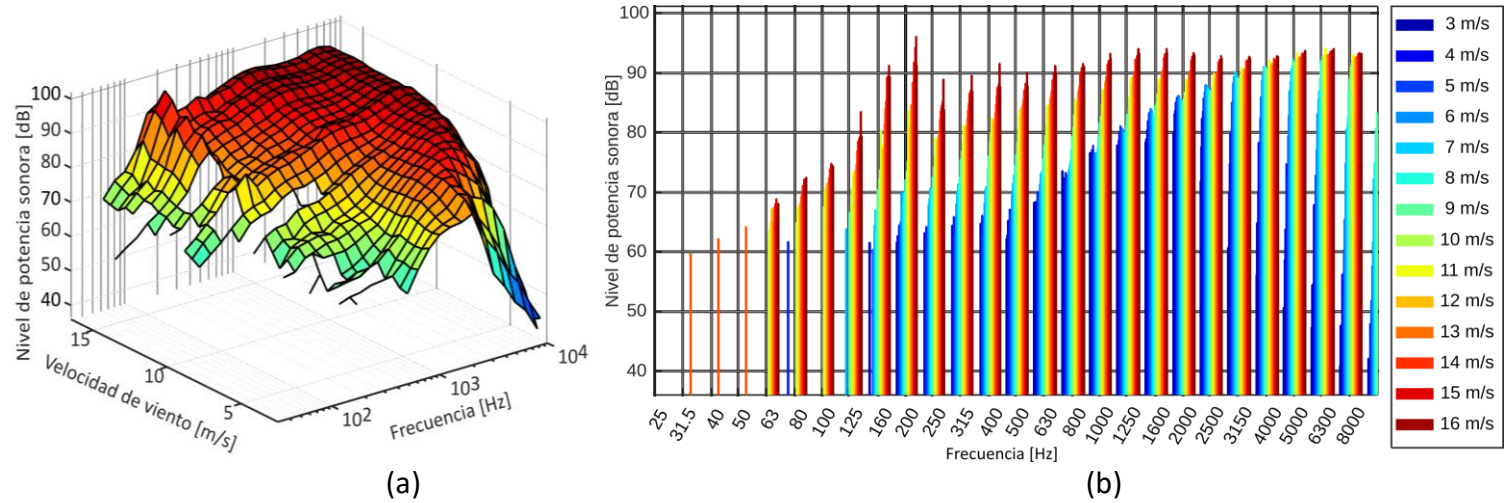 100
90
80
70
60
50
40
Nivel de potencia sonora [dB]
15
10
5
Velocidad de viento [m/s]
10²
10³
10⁴
Frecuencia [Hz]
(a)
100
90
80
70
60
50
40
Nivel de potencia sonora [dB]
25
31.5
40
50
63
80
100
125
160
200
250
315
400
500
630
800
1000
1250
1600
2000
2500
3150
4000
5000
6300
8000
Frecuencia [Hz]
3 m/s
4 m/s
5 m/s
6 m/s
7 m/s
8 m/s
9 m/s
10 m/s
11 m/s
12 m/s
13 m/s
14 m/s
15 m/s
16 m/s
(b)